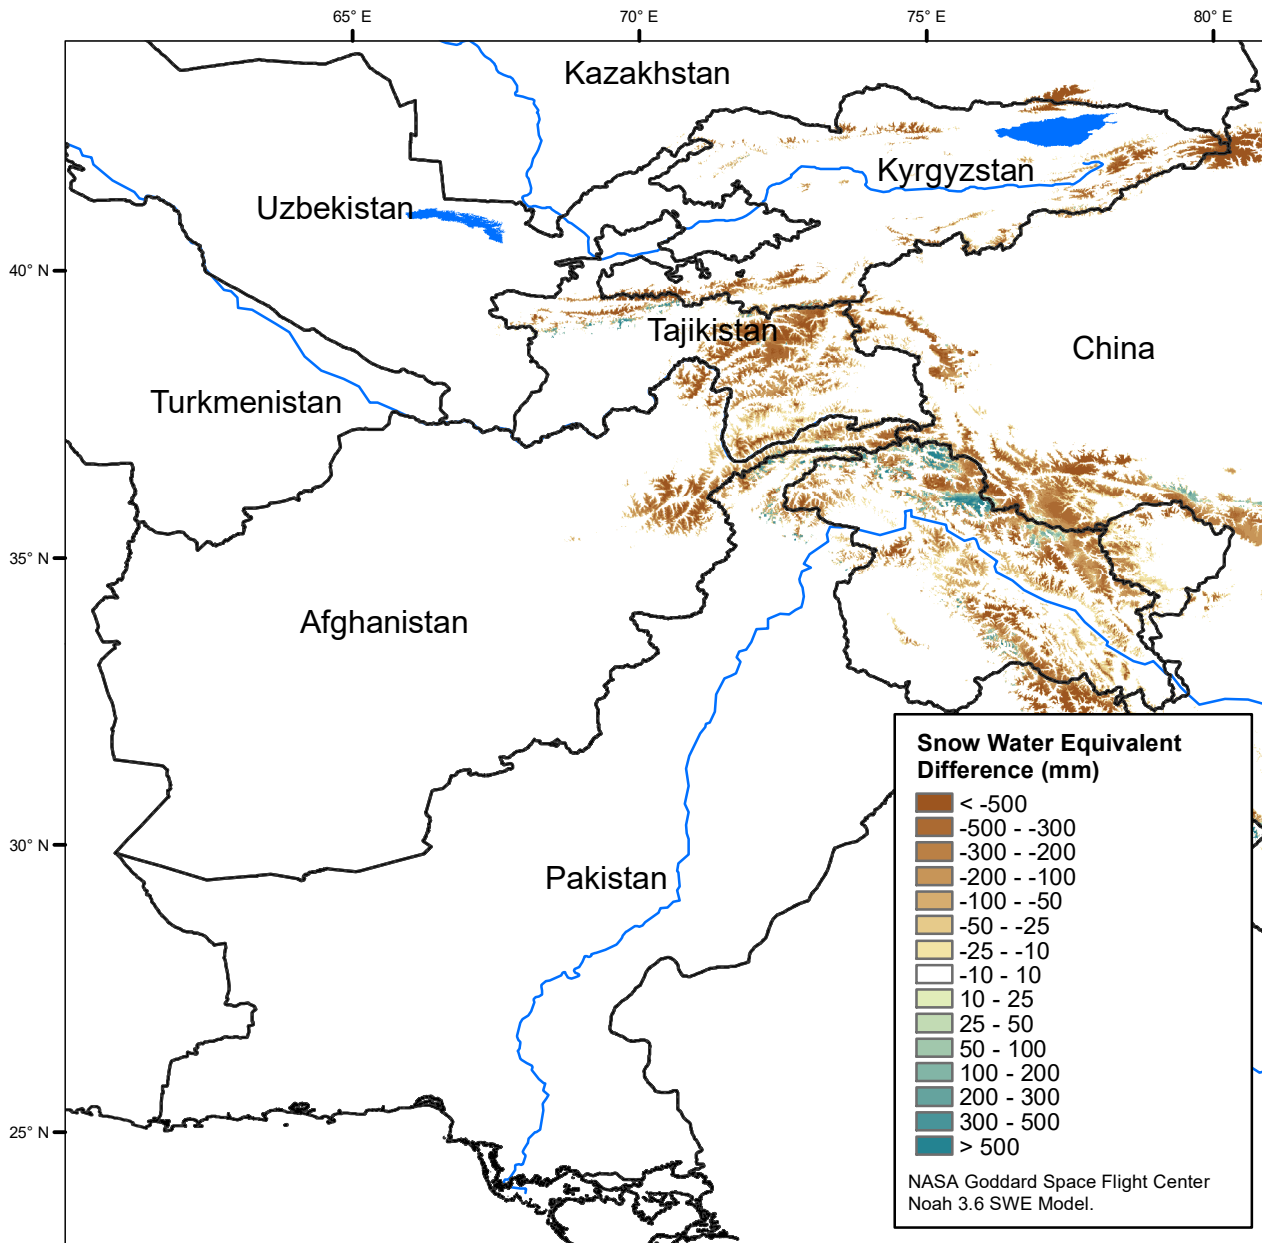 65° E
70° E
75° E
80° E
Kazakhstan
Kyrgyzstan
Uzbekistan
40° N
Tajikistan
China
Turkmenistan
35° N
Afghanistan
Snow Water Equivalent
Difference (mm)
< -500
-500 - -300
-300 - -200
-200 - -100
-100 - -50
-50 - -25
-25 - -10
-10 - 10
10 - 25
25 - 50
50 - 100
100 - 200
200 - 300
300 - 500
> 500
30° N
Pakistan
25° N
NASA Goddard Space Flight Center
Noah 3.6 SWE Model.